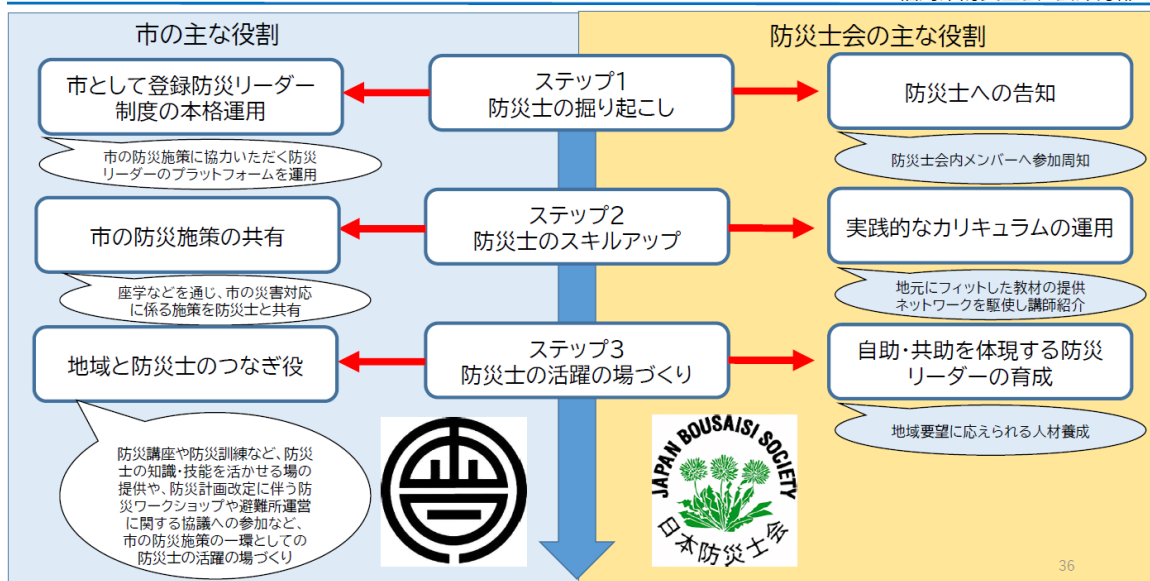 市の主な役割
防災士会の主な役割
市として登録防災リーダー
制度の本格運用
ステップ1
防災士の掘り起こし
防災士への告知
市の防災施策に協力いただく防災
リーダーのプラットフォームを運用
防災士会内メンバーへ参加周知
市の防災施策の共有
ステップ2
防災士のスキルアップ
実践的なカリキュラムの運用
座学などを通じ、市の災害対応
に係る施策を防災士と共有
地元にフィットした教材の提供
ネットワークを駆使し講師紹介
地域と防災士のつなぎ役
ステップ3
防災士の活躍の場づくり
自助・共助を体現する防災
リーダーの育成
防災講座や防災訓練など、防災
士の知識・技能を活かせる場の
提供や、防災計画改定に伴う防
災ワークショップや避難所運営
に関する協議への参加など、
市の防災施策の一環としての
防災士の活躍の場づくり
地域要望に応えられる人材養成
JAPAN BOUSAISI SOCIETY
日本防災士会
36